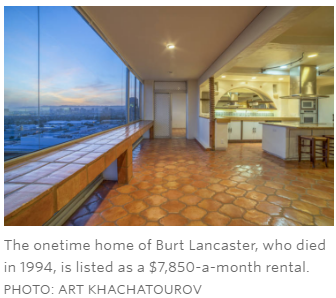 The onetime home of Burt Lancaster, who died
in 1994, is listed as a $7,850-a-month rental.
PHOTO: ART KHACHATOUROV